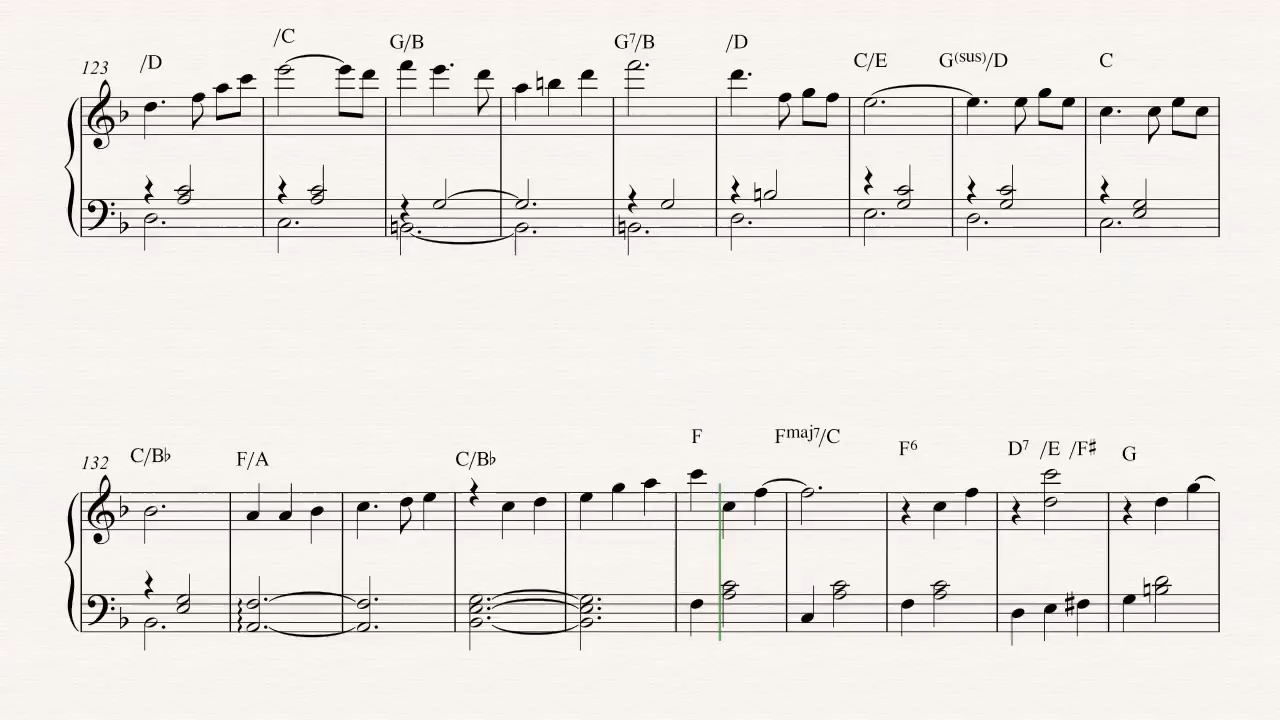 123 /D /C G/B G7/B /D C/E G(sus)/D C
132 C/B♭ F/A C/B♭ F Fmaj7/C F6 D7 /E /F♯ G